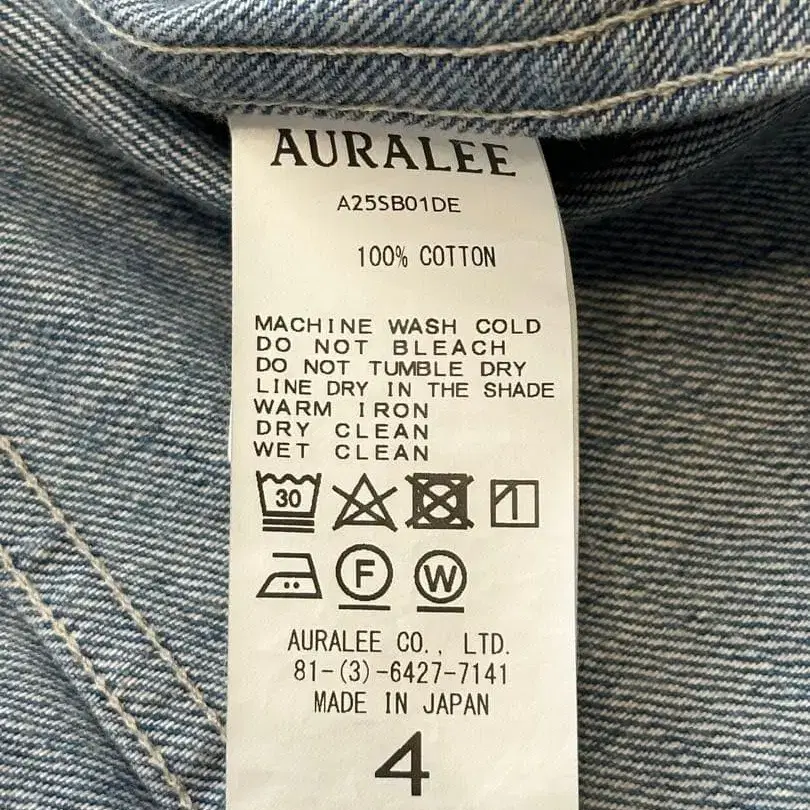 AURALEE
A25SB01DE
100% COTTON
MACHINE WASH COLD
DO NOT BLEACH
DO NOT TUMBLE DRY
LINE DRY IN THE SHADE
WARM IRON
DRY CLEAN
WET CLEAN
30
F W
AURALEE CO., LTD.
81-(3)-6427-7141
MADE IN JAPAN
4